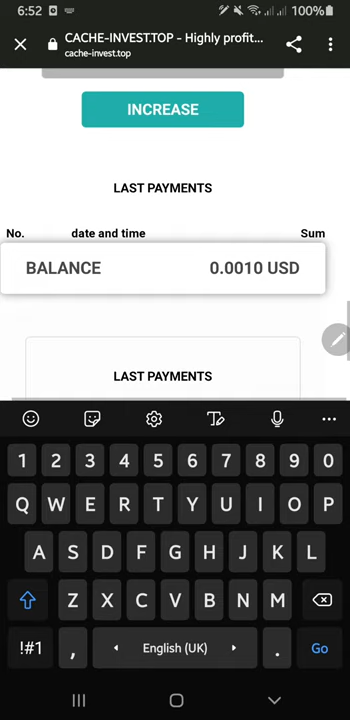 6:52
100%
CACHE-INVEST.TOP - Highly profit...
cache-invest.top
INCREASE
LAST PAYMENTS
No. date and time Sum
BALANCE 0.0010 USD
LAST PAYMENTS
1 2 3 4 5 6 7 8 9 0
Q W E R T Y U I O P
A S D F G H J K L
Z X C V B N M
!#1 , English (UK) . Go